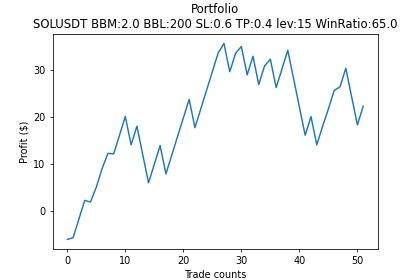 Portfolio
SOLUSDT BBM:2.0 BBL:200 SL:0.6 TP:0.4 lev:15 WinRatio:65.0
Profit ($)
30
20
10
0
0
10
20
30
40
50
Trade counts